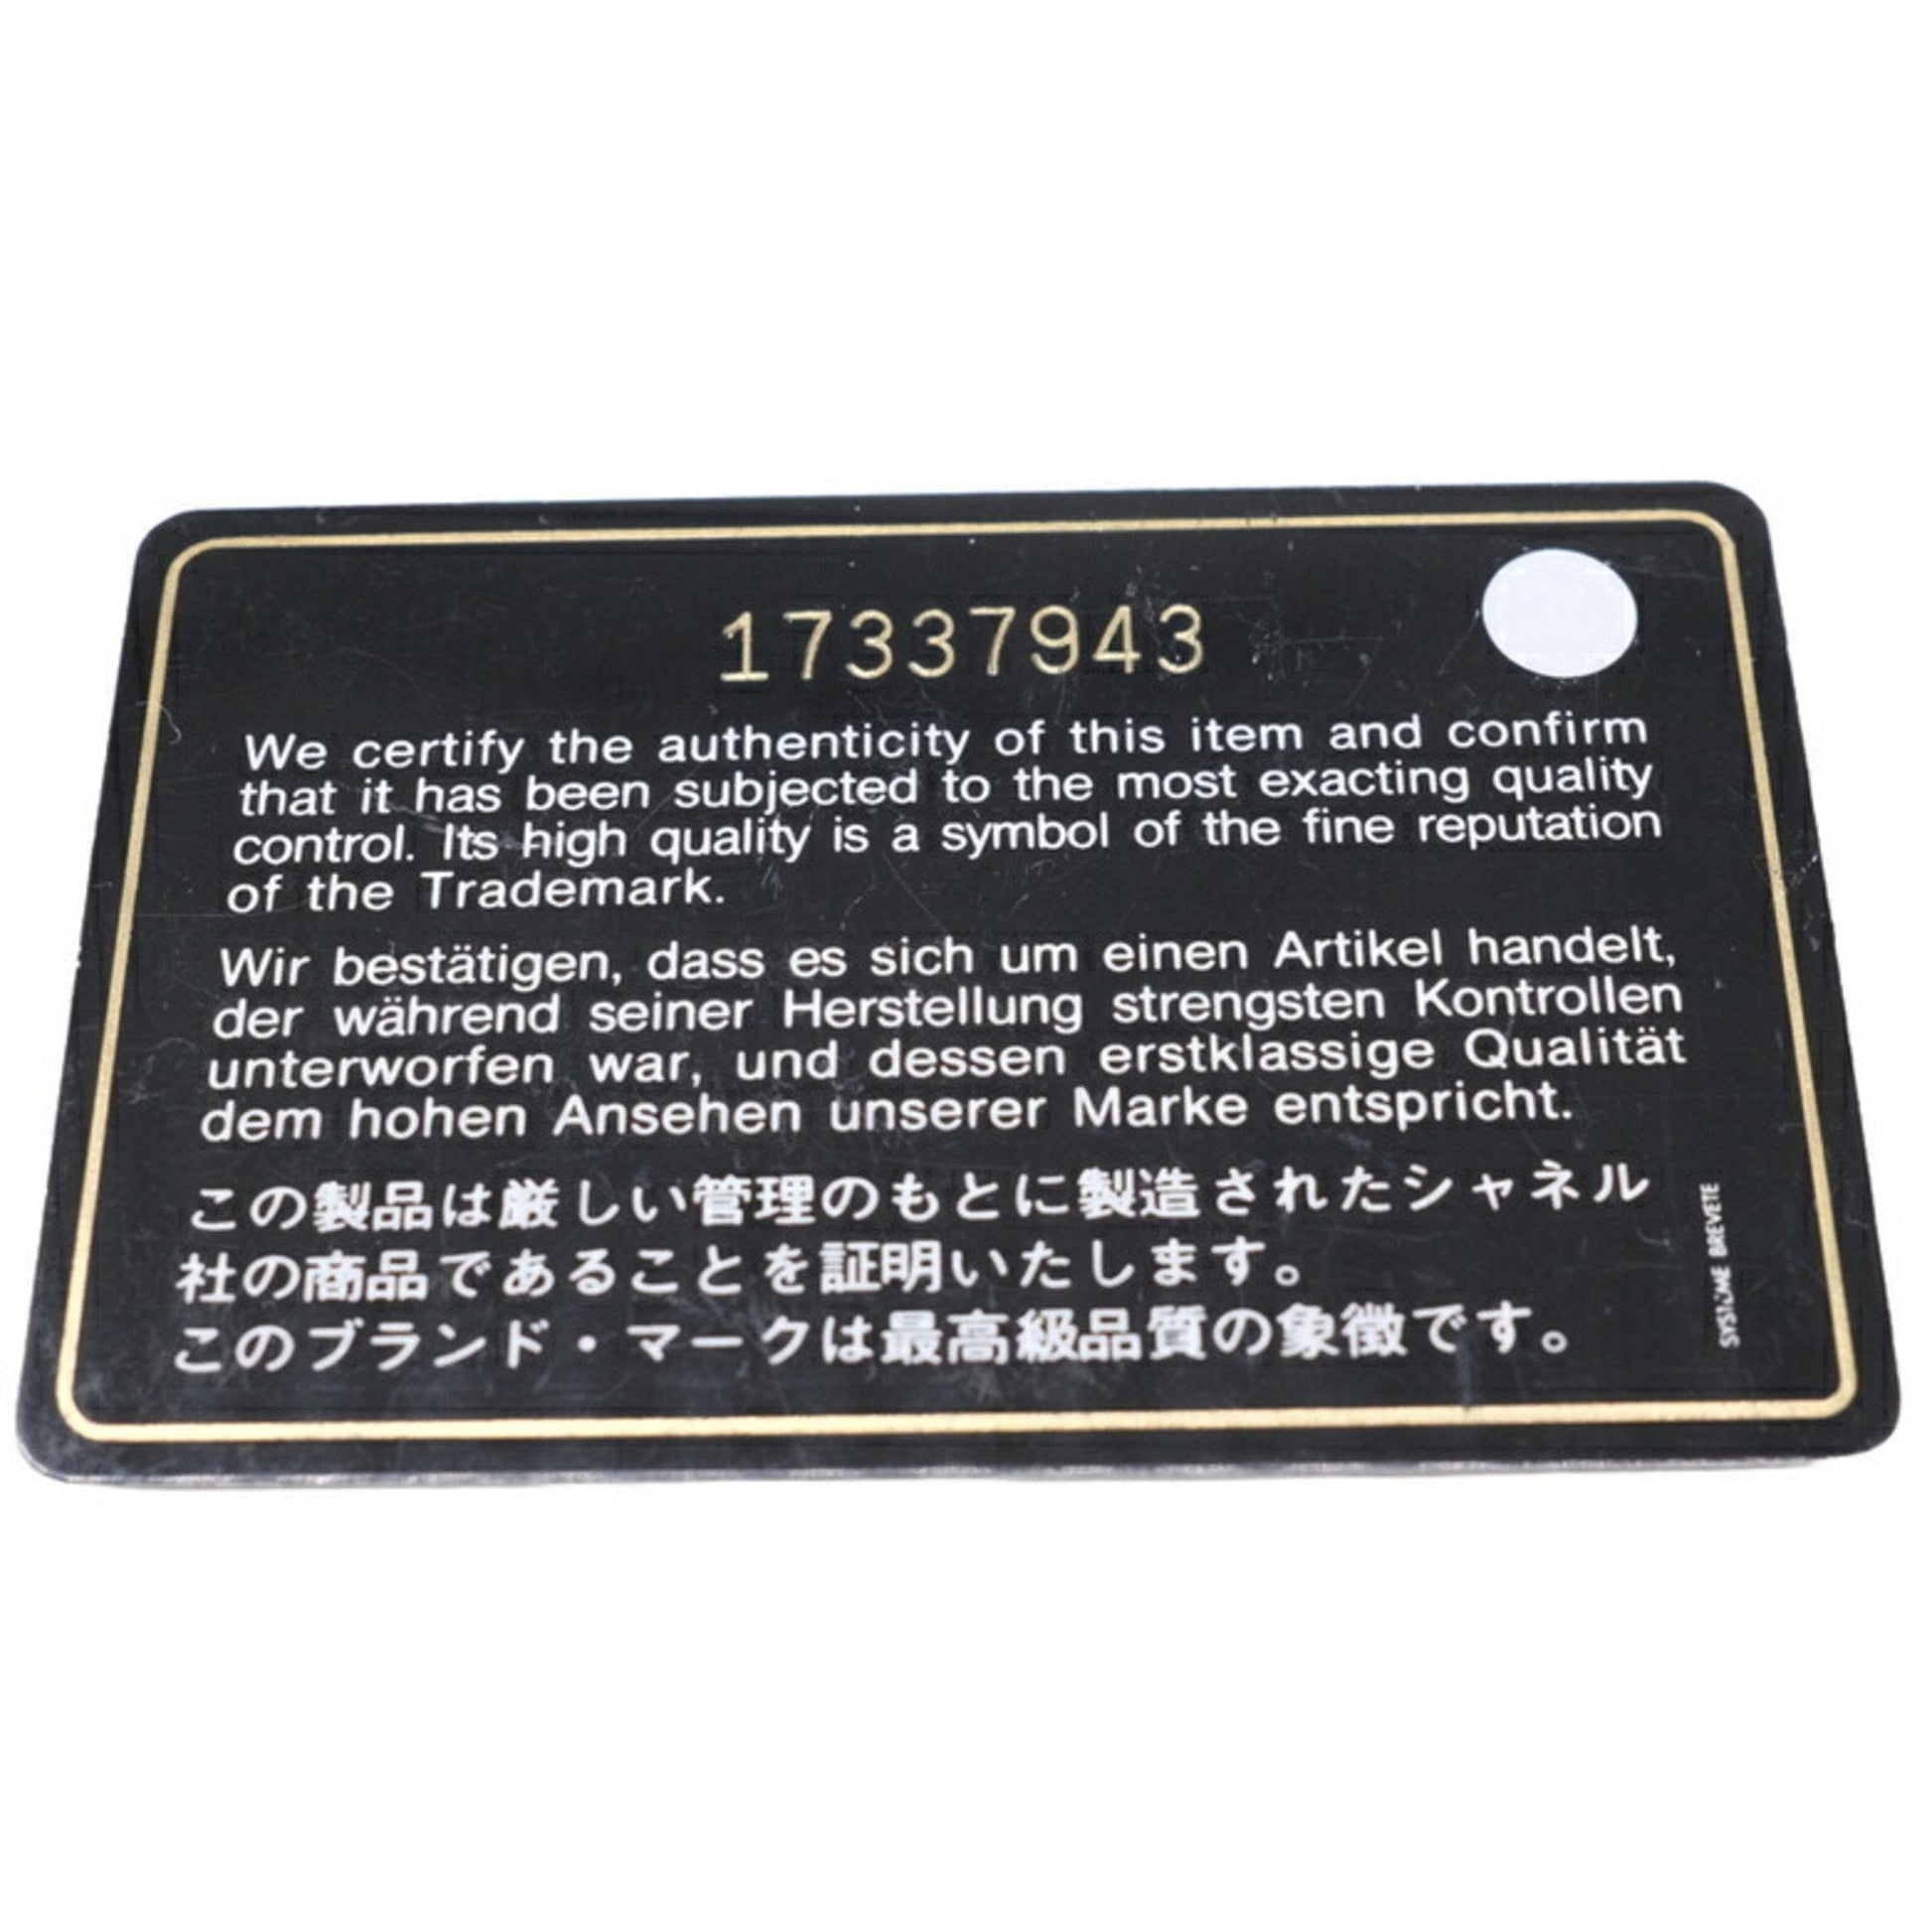 17337943
We certify the authenticity of this item and confirm
that it has been subjected to the most exacting quality
control. Its high quality is a symbol of the fine reputation
of the Trademark.
Wir bestätigen, dass es sich um einen Artikel handelt,
der während seiner Herstellung strengsten Kontrollen
unterworfen war, und dessen erstklassige Qualität
dem hohen Ansehen unserer Marke entspricht.
この製品は厳しい管理のもとに製造されたシャネル
社の商品であることを証明いたします。
このブランド・マークは最高級品質の象徴です。
SYSTÈME BREVETE